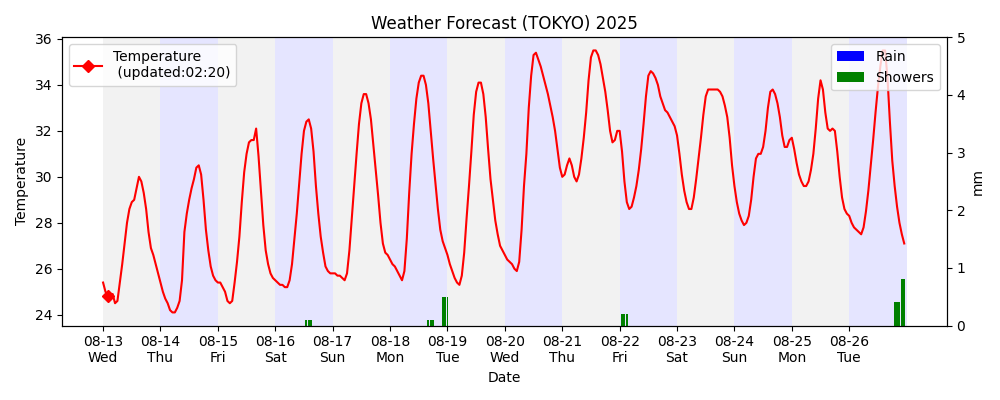 Weather Forecast (TOKYO) 2025
Temperature
(updated:02:20)
Rain
Showers
Temperature
36
34
32
30
28
26
24
5
4
3
2
1
0
mm
08-13 08-14 08-15 08-16 08-17 08-18 08-19 08-20 08-21 08-22 08-23 08-24 08-25 08-26
Wed Thu Fri Sat Sun Mon Tue Wed Thu Fri Sat Sun Mon Tue
Date